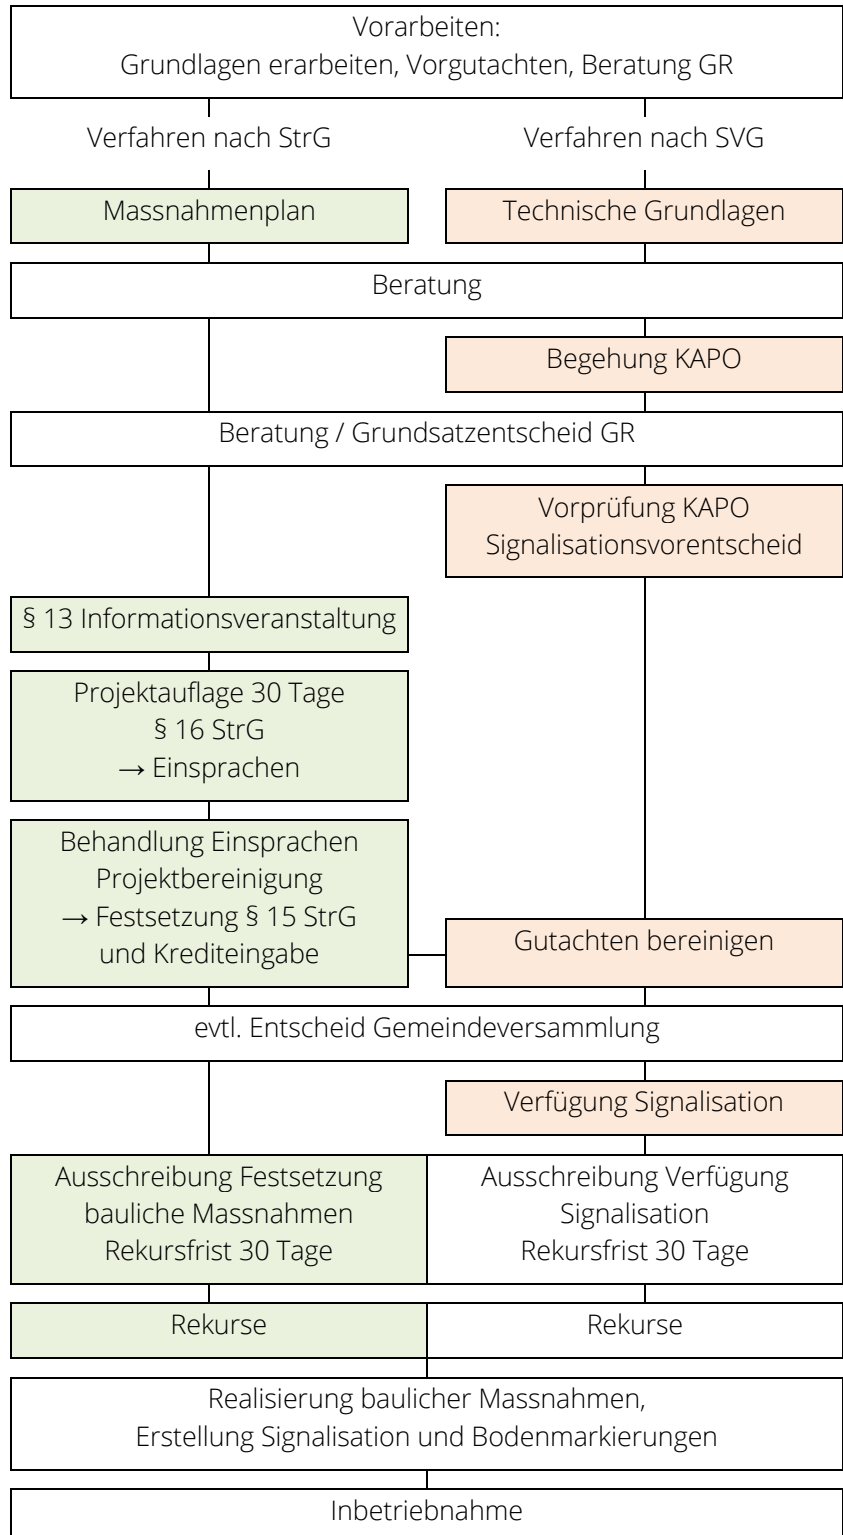 Vorarbeiten:
Grundlagen erarbeiten, Vorgutachten, Beratung GR
Verfahren nach StrG
Verfahren nach SVG
Massnahmenplan
Technische Grundlagen
Beratung
Begehung KAPO
Beratung / Grundsatzentscheid GR
Vorprüfung KAPO
Signalisationsvorentscheid
§ 13 Informationsveranstaltung
Projektauflage 30 Tage
§ 16 StrG
→ Einsprachen
Behandlung Einsprachen
Projektbereinigung
→ Festsetzung § 15 StrG
und Krediteingabe
Gutachten bereinigen
evtl. Entscheid Gemeindeversammlung
Verfügung Signalisation
Ausschreibung Festsetzung
bauliche Massnahmen
Rekursfrist 30 Tage
Ausschreibung Verfügung
Signalisation
Rekursfrist 30 Tage
Rekurse
Rekurse
Realisierung baulicher Massnahmen,
Erstellung Signalisation und Bodenmarkierungen
Inbetriebnahme